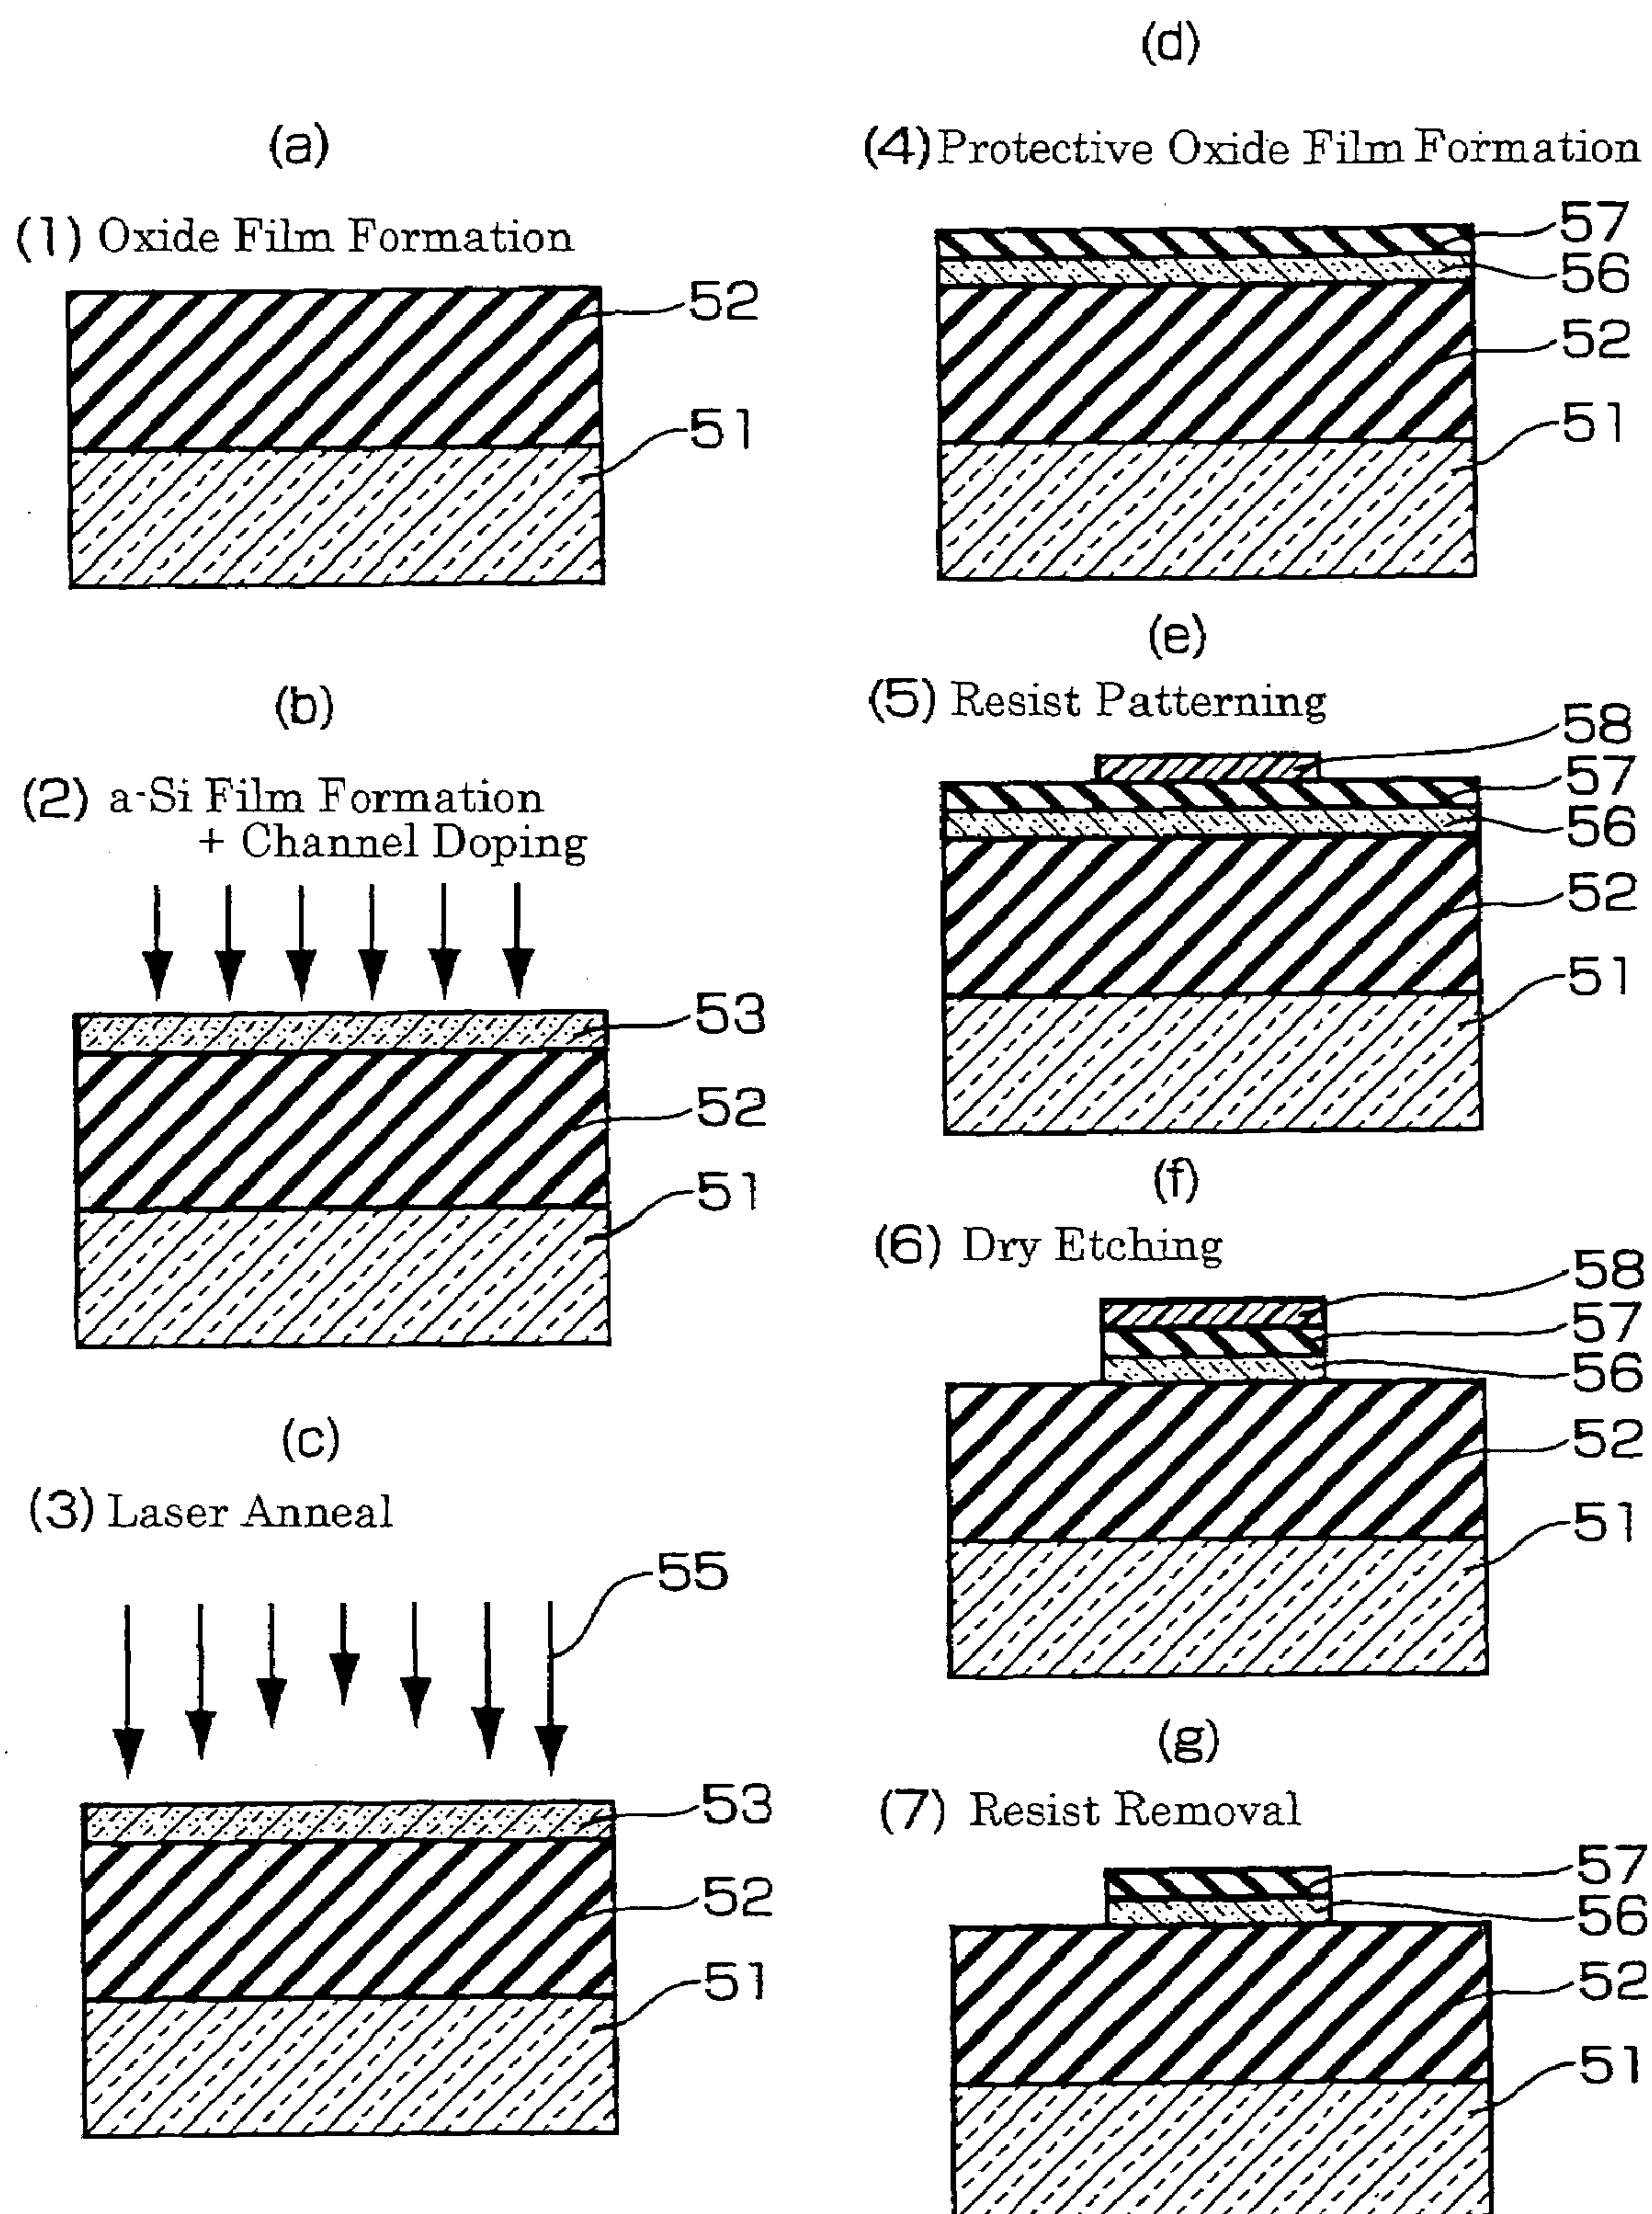 (a)
(1) Oxide Film Formation
52
51
(b)
(2) a-Si Film Formation
+ Channel Doping
53
52
51
(c)
(3) Laser Anneal
55
53
52
51
(d)
(4) Protective Oxide Film Formation
57
56
52
51
(e)
(5) Resist Patterning
58
57
56
52
51
(f)
(6) Dry Etching
58
57
56
52
51
(g)
(7) Resist Removal
57
56
52
51